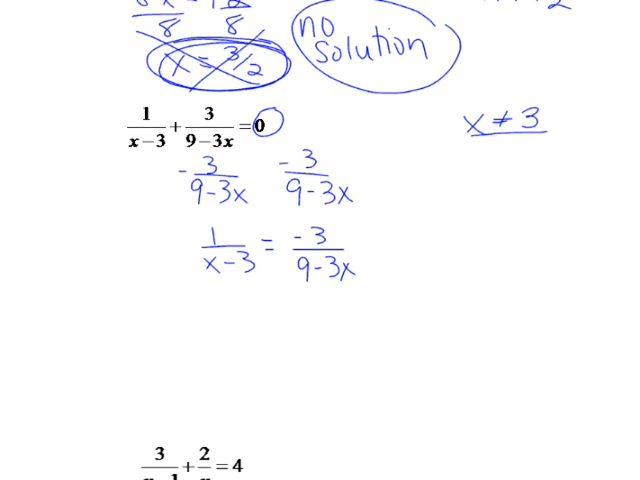 8 8
x = 3/2
no
solution
1/(x-3) + 3/(9-3x) = 0
x ≠ 3
- 3/(9-3x) - 3/(9-3x)
1/(x-3) = -3/(9-3x)
3 + 2 = 4